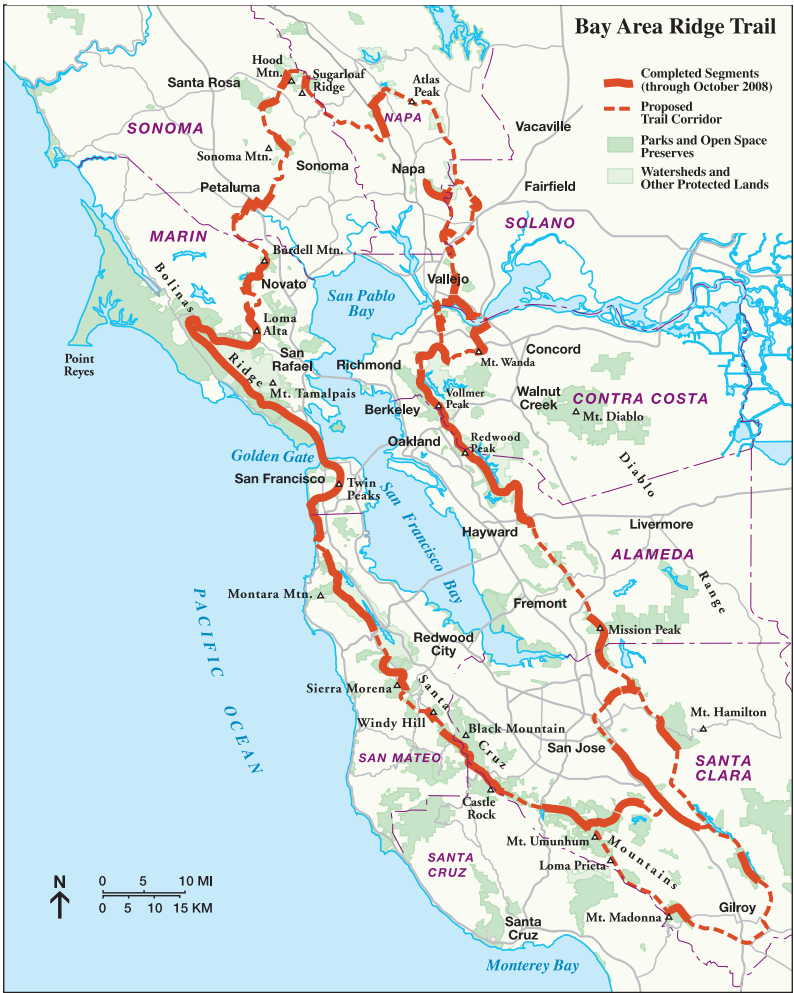 Bay Area Ridge Trail
Completed Segments
(through October 2008)
Proposed
Trail Corridor
Parks and Open Space
Preserves
Watersheds and
Other Protected Lands
Hood
Mtn.
Sugarloaf
Ridge
Santa Rosa
Atlas
Peak
NAPA
SONOMA
Vacaville
Sonoma Mtn.
Sonoma
Napa
Petaluma
Fairfield
SOLANO
MARIN
Burdell Mtn.
Bolinas
Novato
Vallejo
San Pablo
Bay
Loma
Alta
Point
Reyes
Ridge
San
Rafael
Richmond
Concord
Mt. Wanda
Mt. Tamalpais
Vollmer
Peak
Walnut
Creek
CONTRA COSTA
Berkeley
Mt. Diablo
Oakland
Redwood
Peak
Golden Gate
Diablo
San Francisco
Twin
Peaks
San Francisco Bay
Livermore
Hayward
ALAMEDA
Range
Montara Mtn.
Fremont
PACIFIC OCEAN
Mission Peak
Redwood
City
Sierra Morena
Santa
Windy Hill
Mt. Hamilton
Black Mountain
Cruz
San Jose
SAN MATEO
SANTA
CLARA
Castle
Rock
Mt. Umunhum
Mountains
Loma Prieta
SANTA
CRUZ
N
0 5 10 MI
0 5 10 15 KM
Gilroy
Mt. Madonna
Santa
Cruz
Monterey Bay